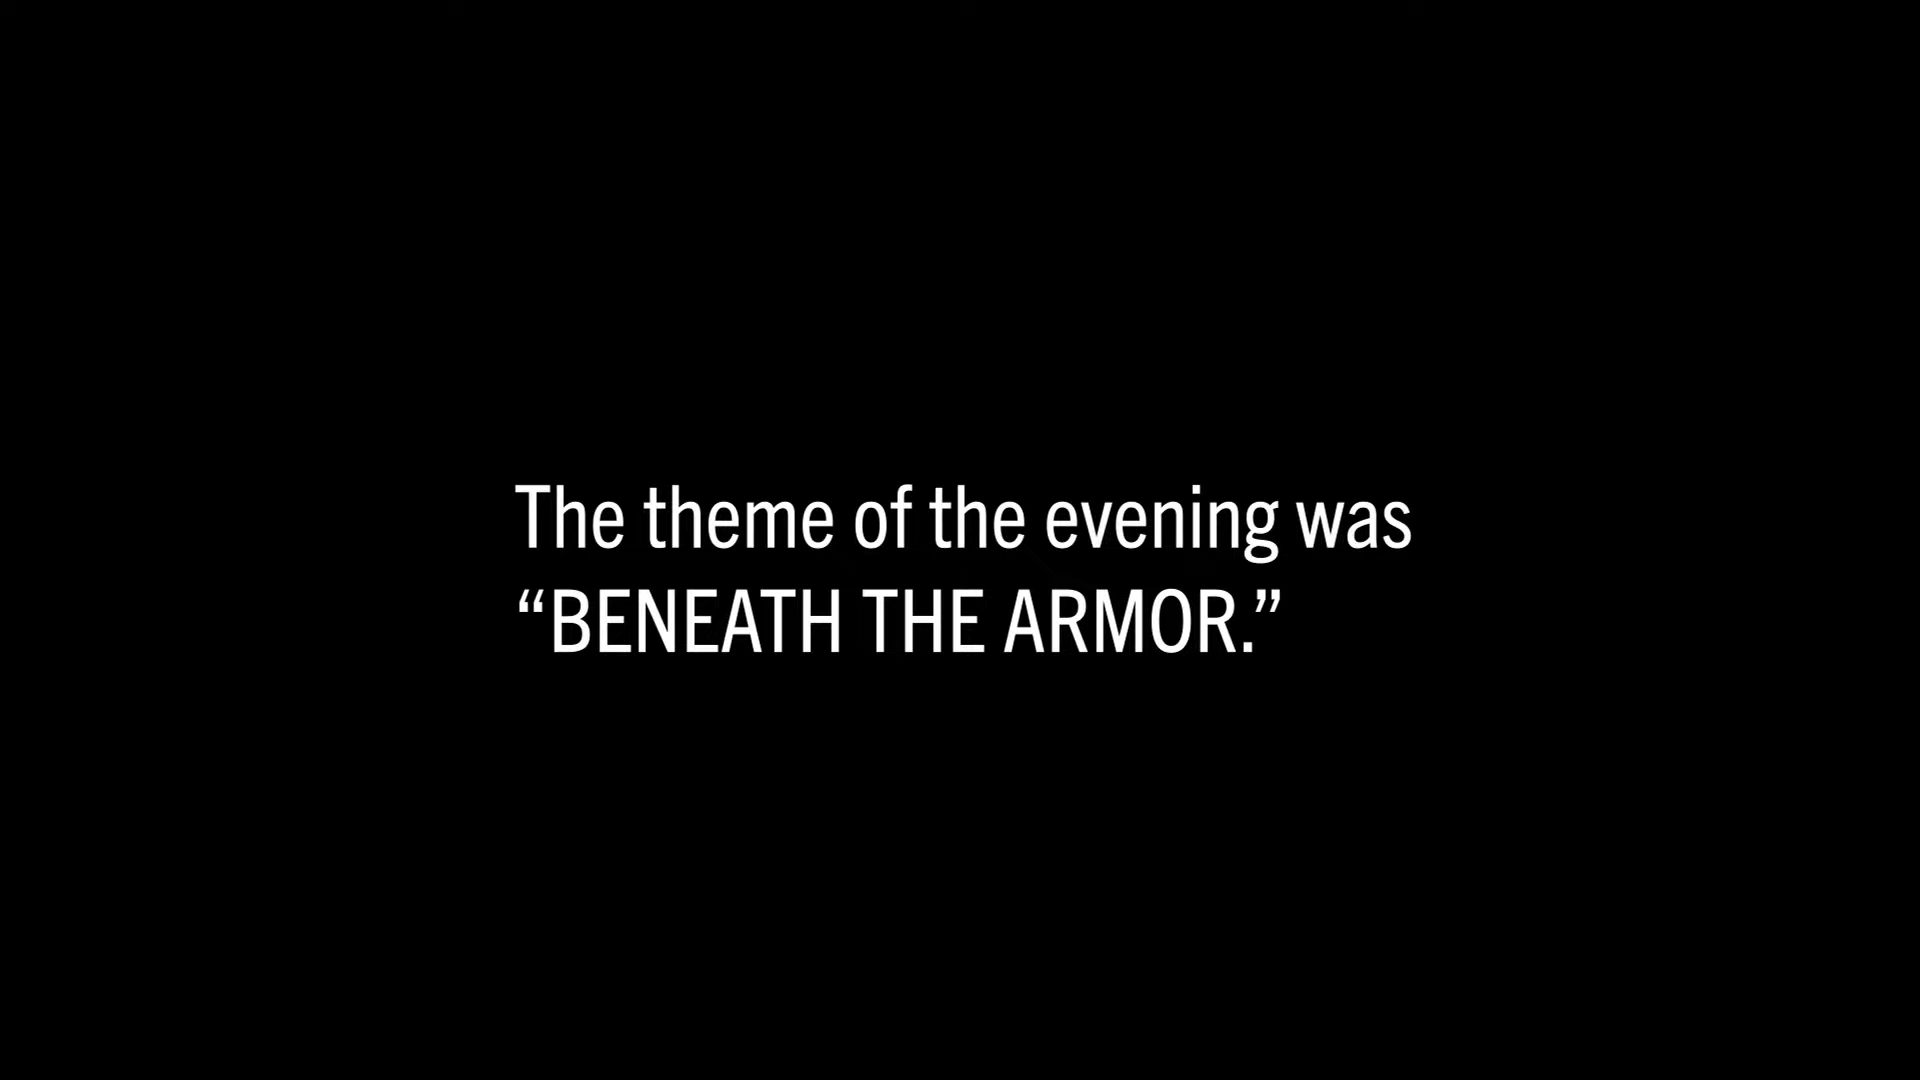 The theme of the evening was
“BENEATH THE ARMOR.”